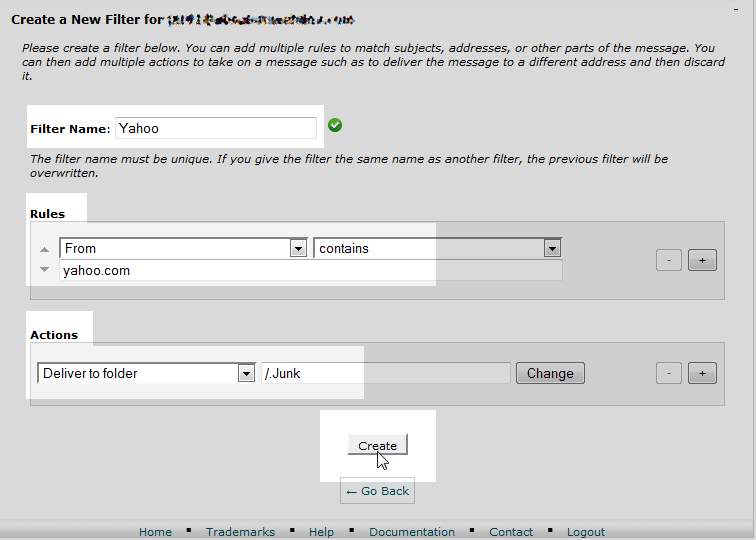 Create a New Filter for
Please create a filter below. You can add multiple rules to match subjects, addresses, or other parts of the message. You
can then add multiple actions to take on a message such as to deliver the message to a different address and then discard
it.
Filter Name: Yahoo
The filter name must be unique. If you give the filter the same name as another filter, the previous filter will be
overwritten.
Rules
From contains
- +
yahoo.com
Actions
Deliver to folder /.Junk Change - +
Create
← Go Back
Home ▪ Trademarks ▪ Help ▪ Documentation ▪ Contact ▪ Logout